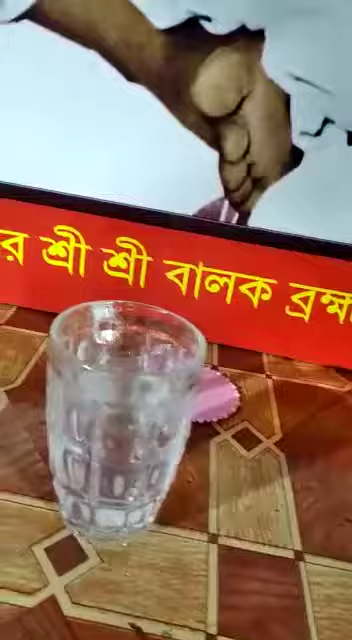 র শ্রী শ্রী বালক ব্রহ্ম